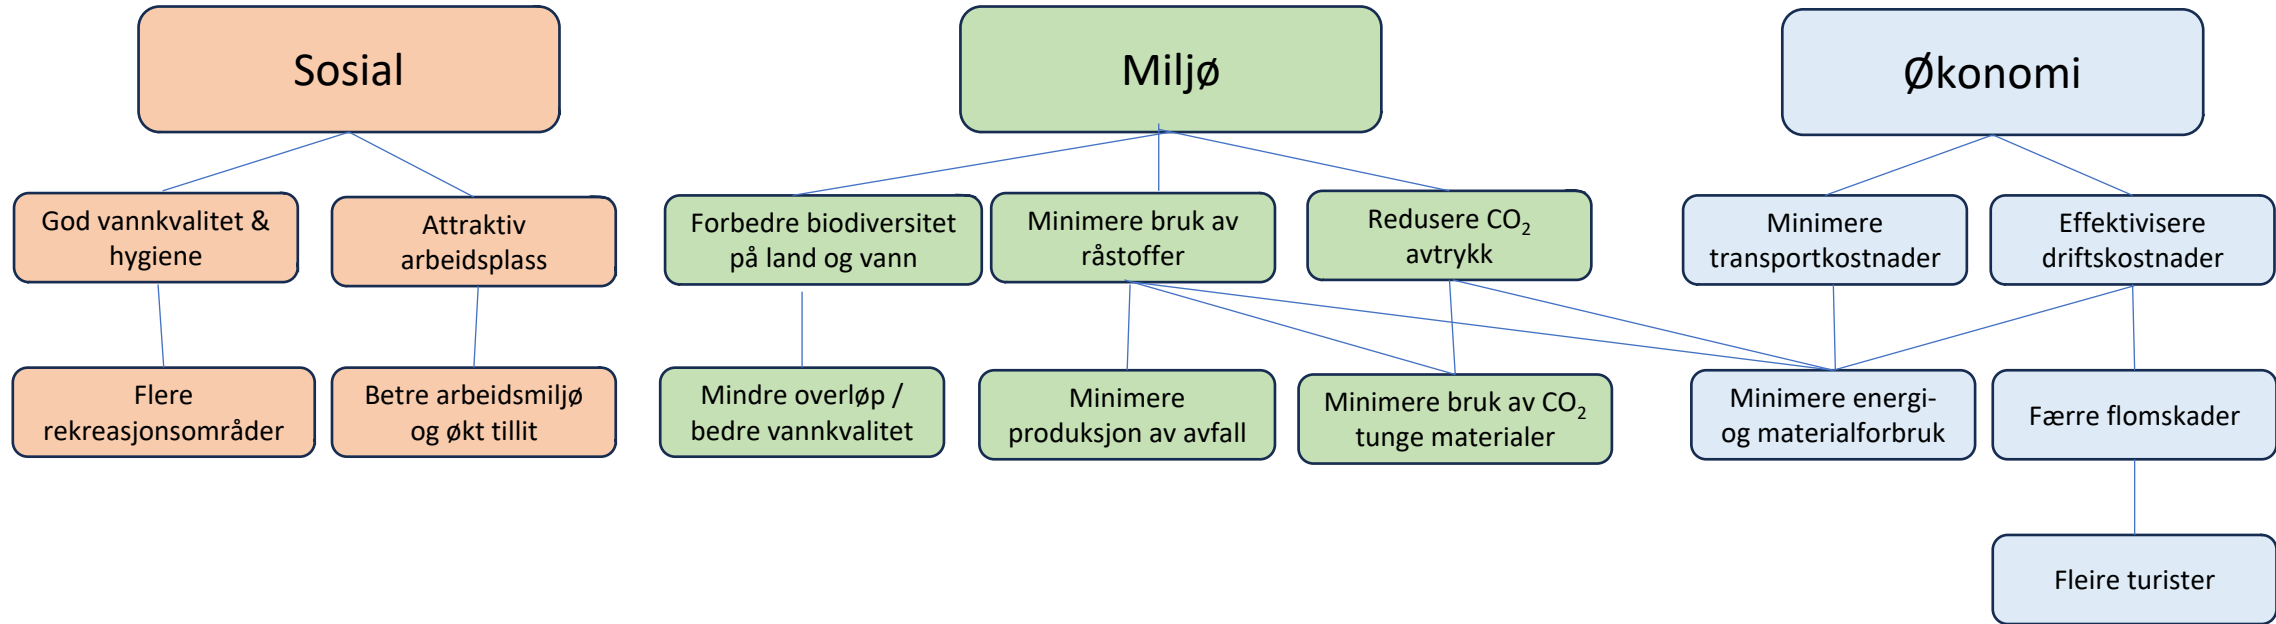 Sosial
Miljø
Økonomi
God vannkvalitet &
hygiene
Attraktiv
arbeidsplass
Forbedre biodiversitet
på land og vann
Minimere bruk av
råstoffer
Redusere CO₂
avtrykk
Minimere
transportkostnader
Effektivisere
driftskostnader
Flere
rekreasjonsområder
Betre arbeidsmiljø
og økt tillit
Mindre overløp /
bedre vannkvalitet
Minimere
produksjon av avfall
Minimere bruk av CO₂
tunge materialer
Minimere energi-
og materialforbruk
Færre flomskader
Fleire turister